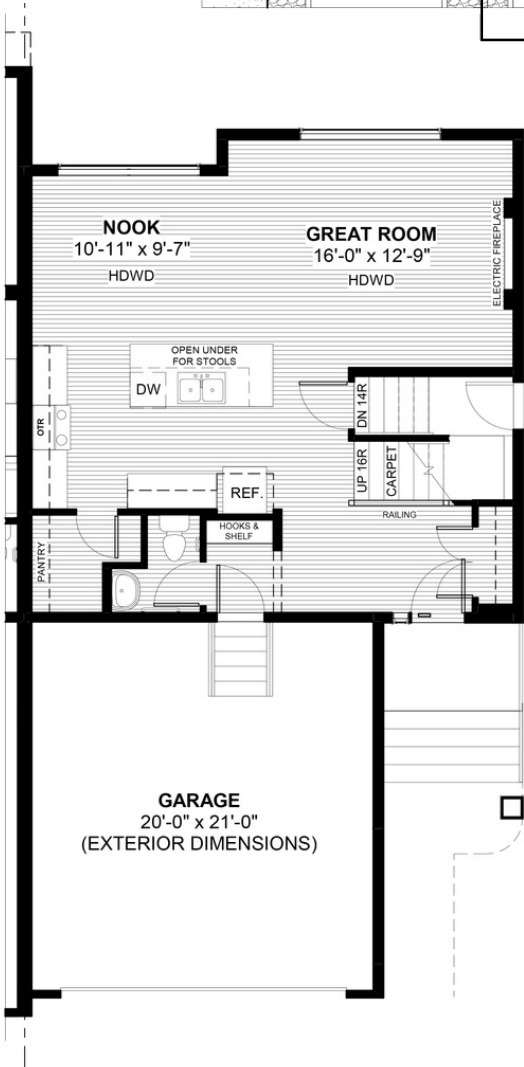 NOOK
10'-11" x 9'-7"
HDWD
GREAT ROOM
16'-0" x 12'-9"
HDWD
ELECTRIC FIREPLACE
OPEN UNDER
FOR STOOLS
DW
OTR
DN 14R
UP 16R
CARPET
REF.
RAILING
HOOKS &
SHELF
PANTRY
GARAGE
20'-0" x 21'-0"
(EXTERIOR DIMENSIONS)